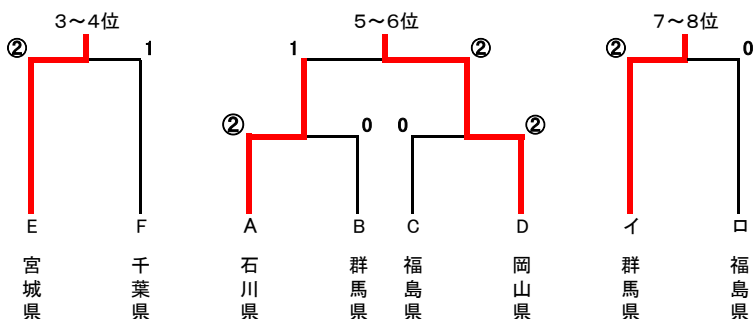 3～4位 5～6位 7～8位
② 1 1 ② ② 0
② 0 0 ②
E F A B C D イ ロ
宮城県 千葉県 石川県 群馬県 福島県 岡山県 群馬県 福島県